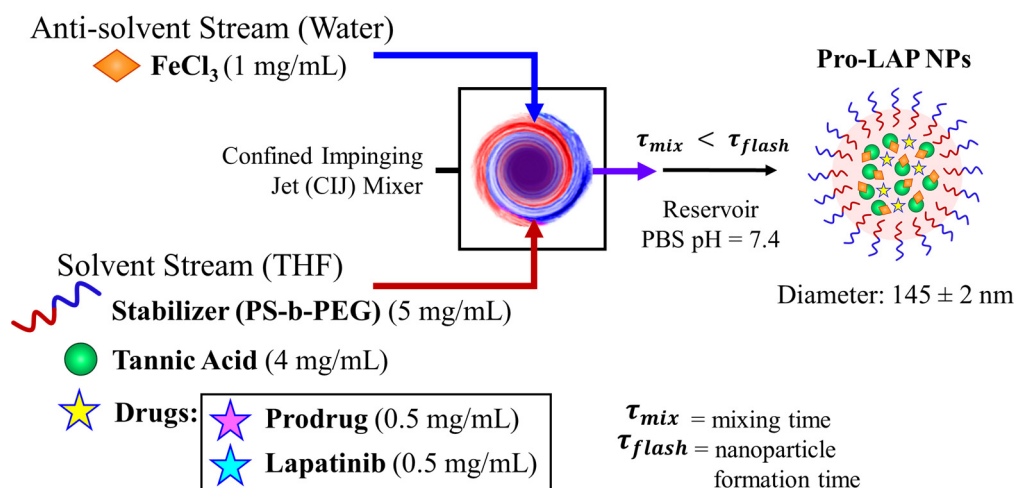 Anti-solvent Stream (Water)
FeCl₃ (1 mg/mL)
Confined Impinging
Jet (CIJ) Mixer
Solvent Stream (THF)
Stabilizer (PS-b-PEG) (5 mg/mL)
Tannic Acid (4 mg/mL)
Drugs:
Prodrug (0.5 mg/mL)
Lapatinib (0.5 mg/mL)
τmix < τflash
Reservoir
PBS pH = 7.4
Pro-LAP NPs
Diameter: 145 ± 2 nm
τmix = mixing time
τflash = nanoparticle
formation time